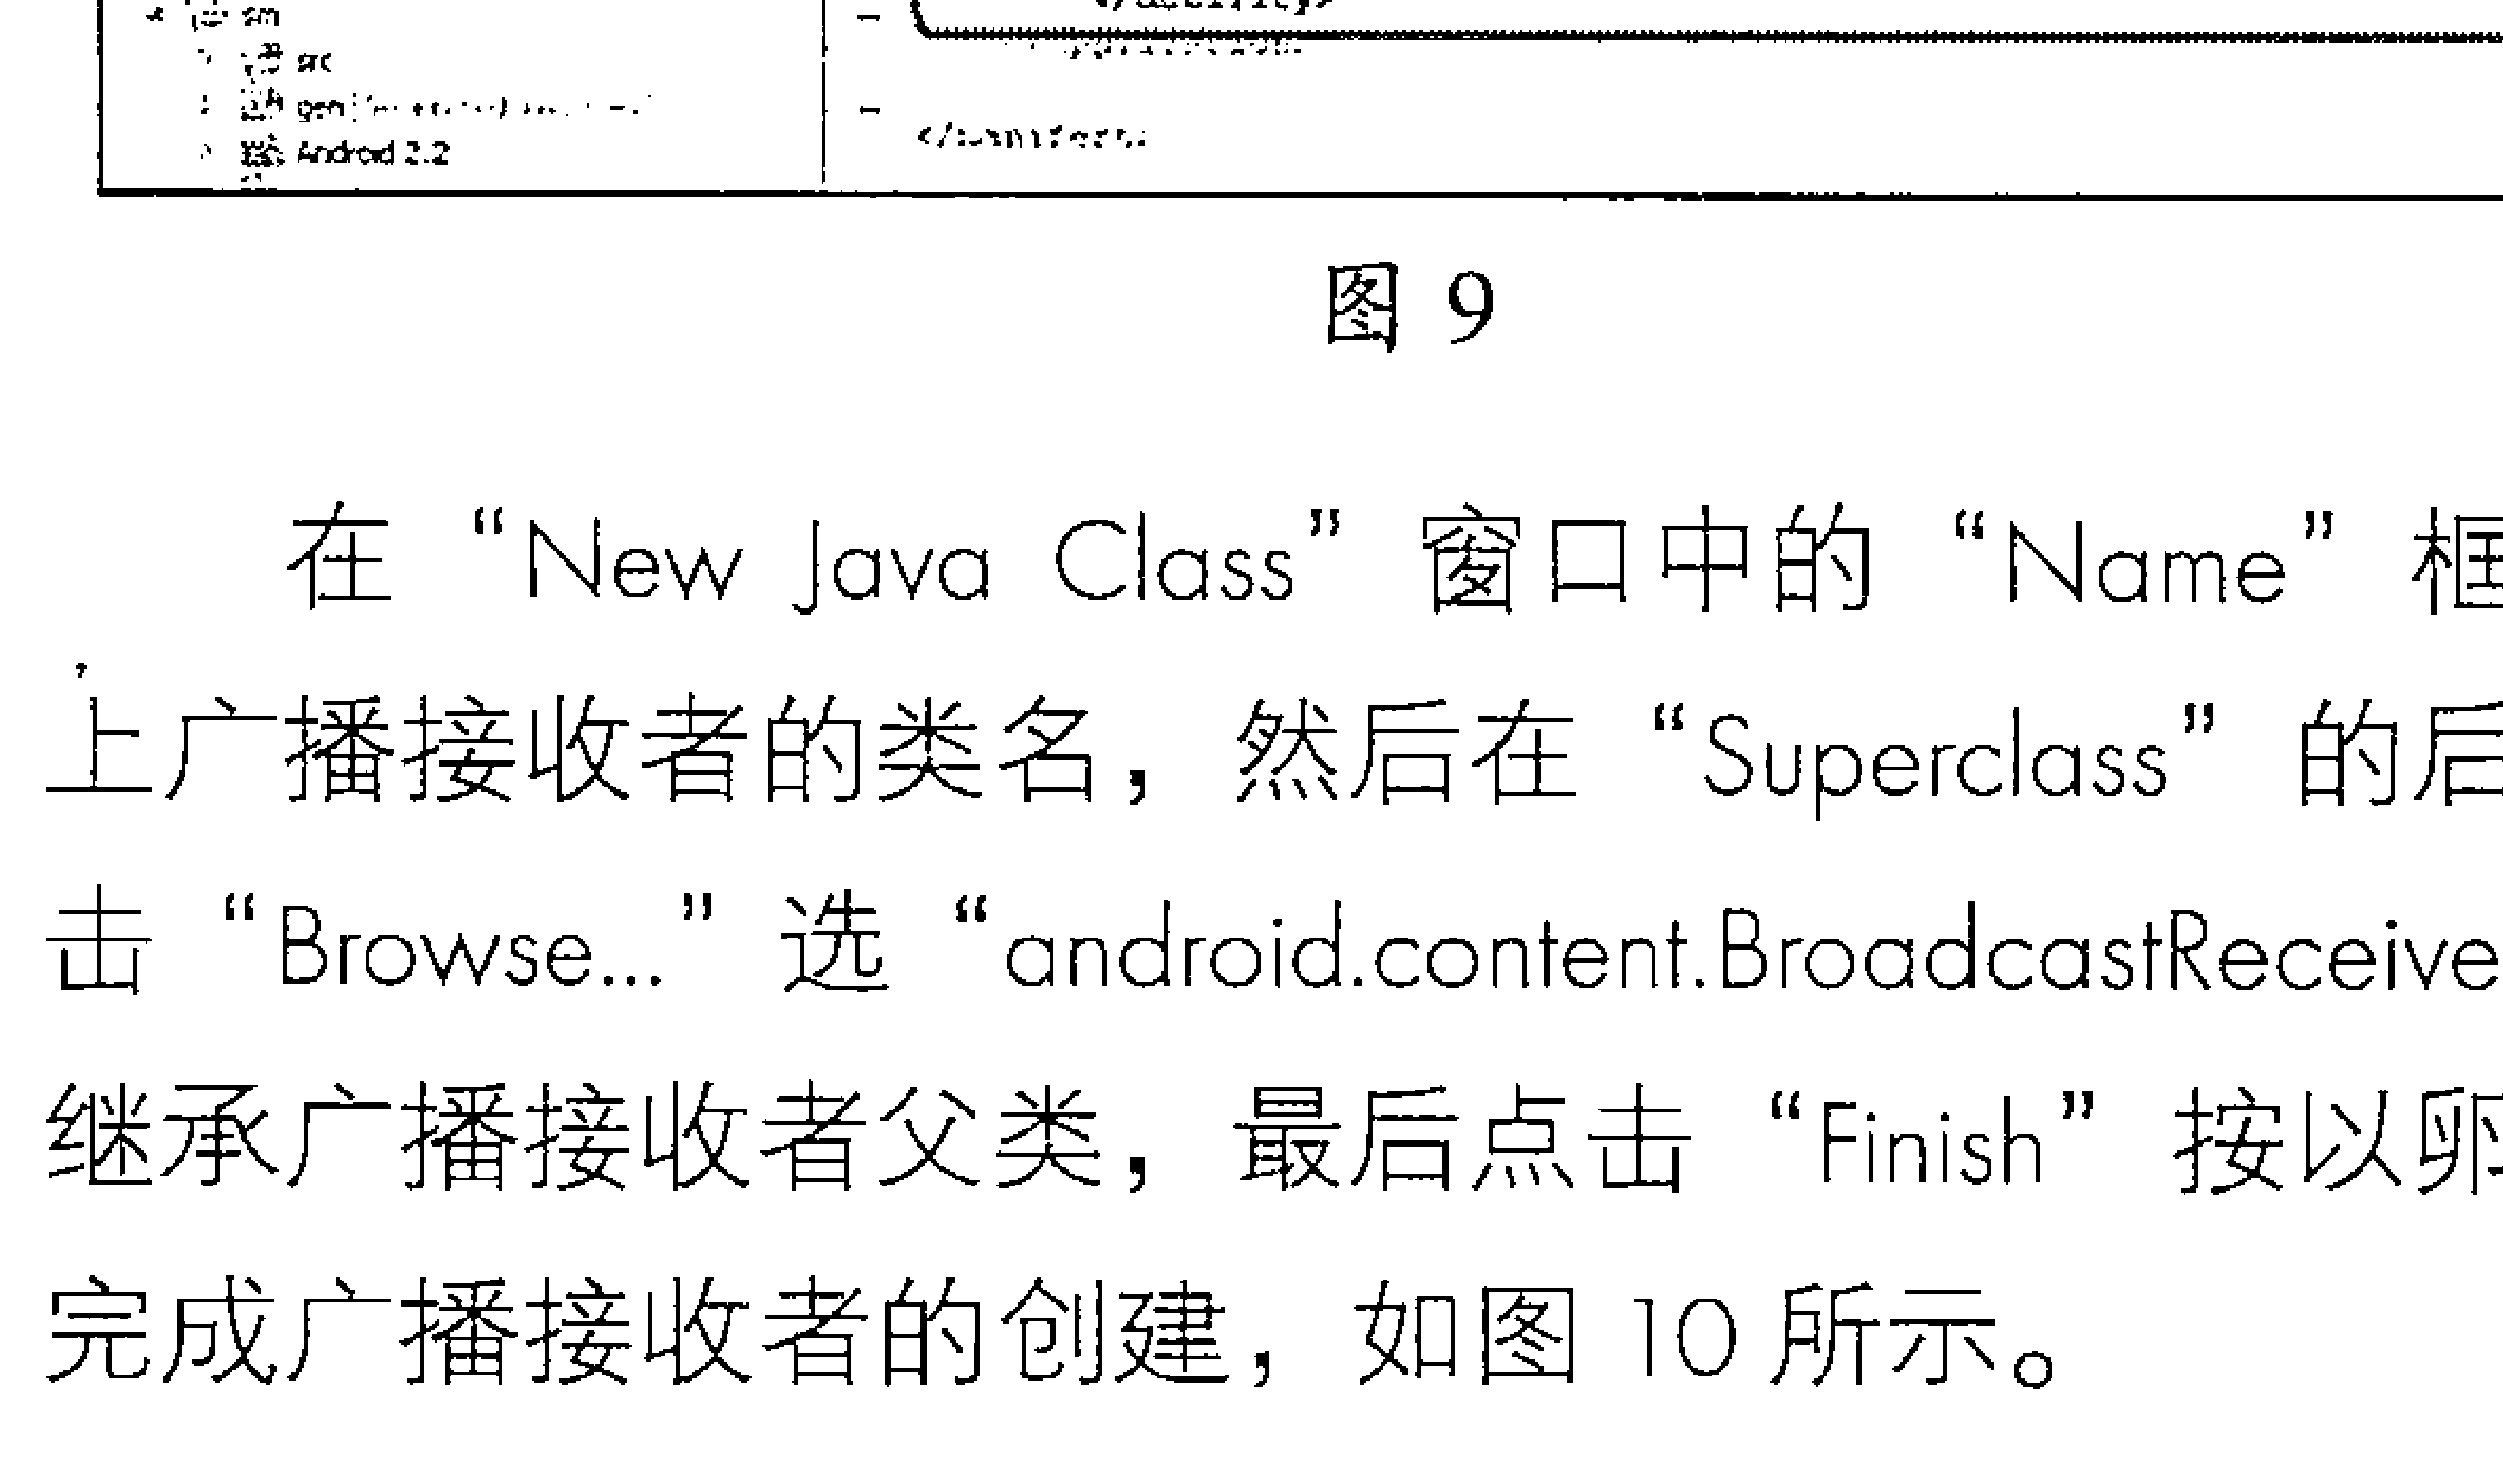 src
gen
Android 2.2
图 9
在 “New Java Class” 窗口中的 “Name” 框
上广播接收者的类名，然后在 “Superclass” 的后
击 “Browse...” 选 “android.content.BroadcastReceive
继承广播接收者父类，最后点击 “Finish” 按以卵
完成广播接收者的创建，如图 10 所示。